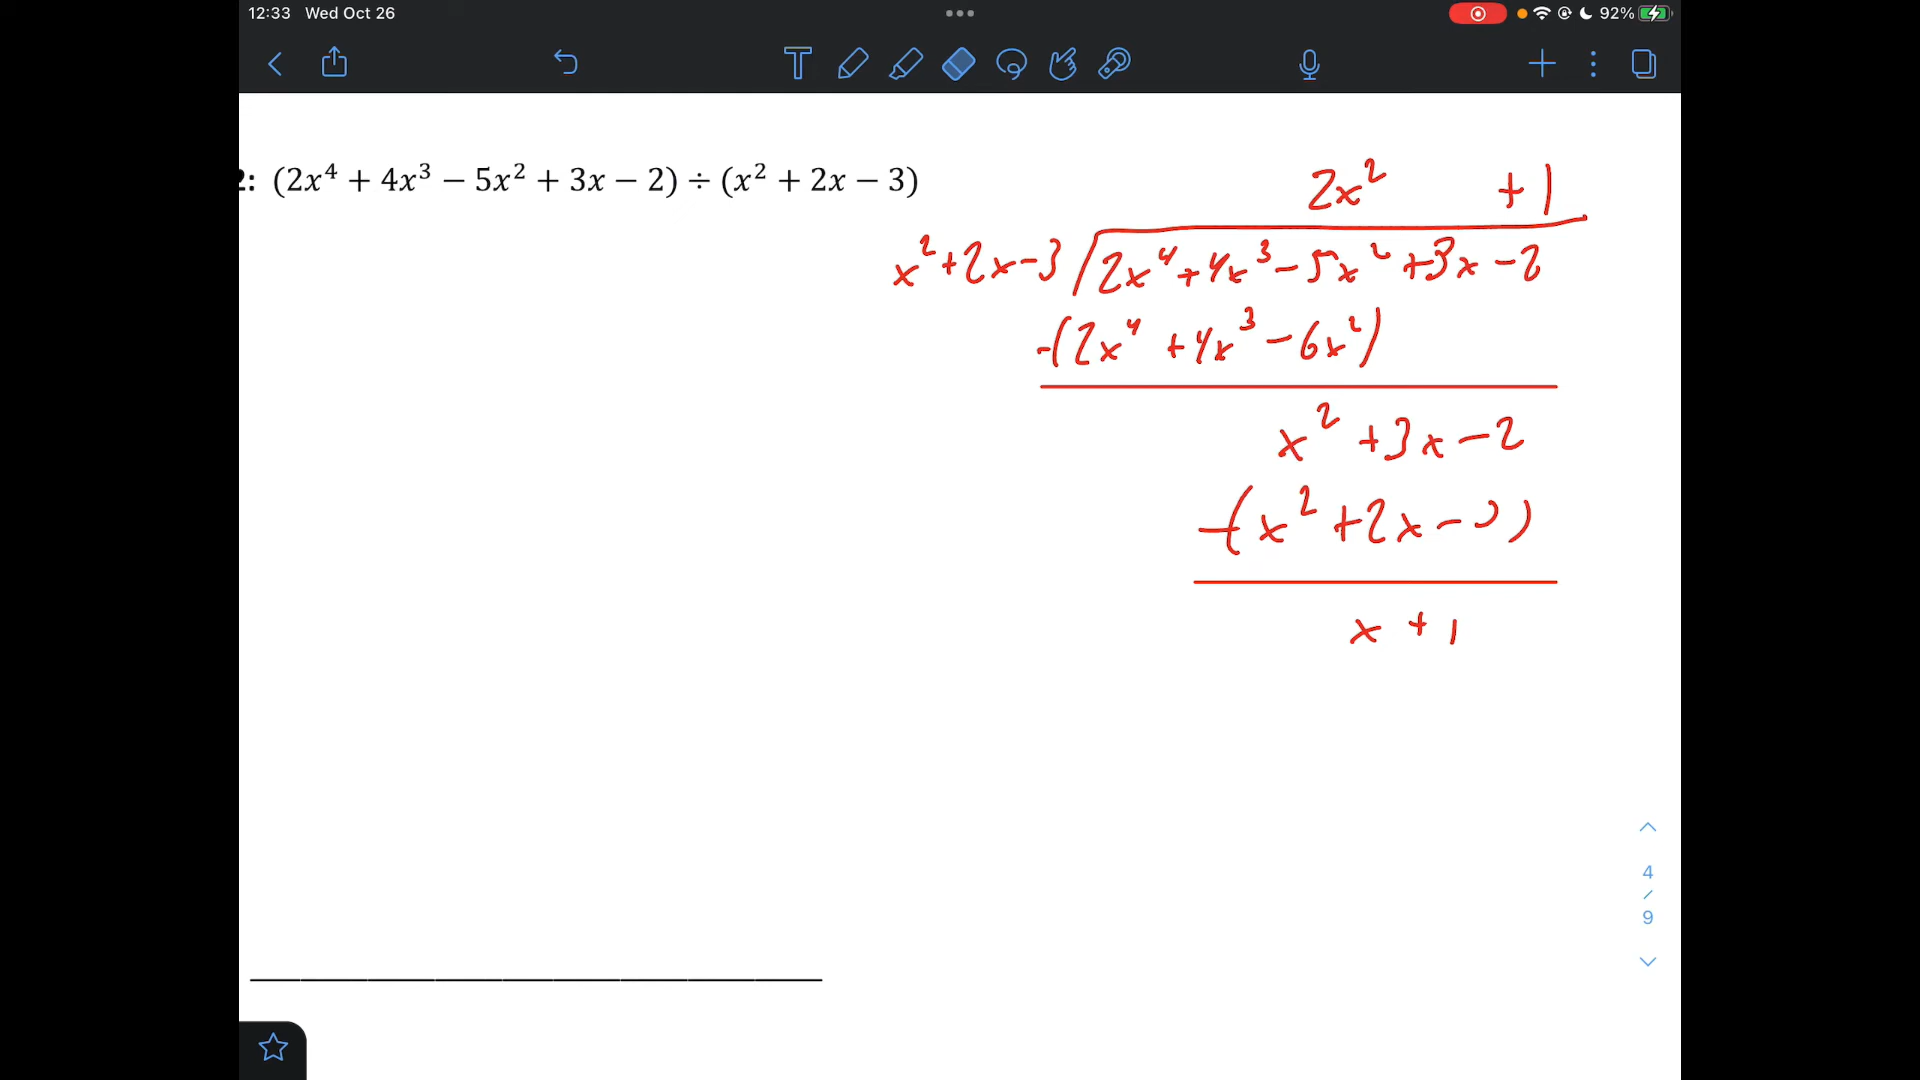 12:33 Wed Oct 26
92%
2: (2x⁴ + 4x³ − 5x² + 3x − 2) ÷ (x² + 2x − 3)
2x² + 1
x² + 2x − 3 2x⁴ + 4x³ − 5x² + 3x − 2
-(2x⁴ + 4x³ − 6x²)
x² + 3x − 2
-(x² + 2x − )
x + 1
4
/
9